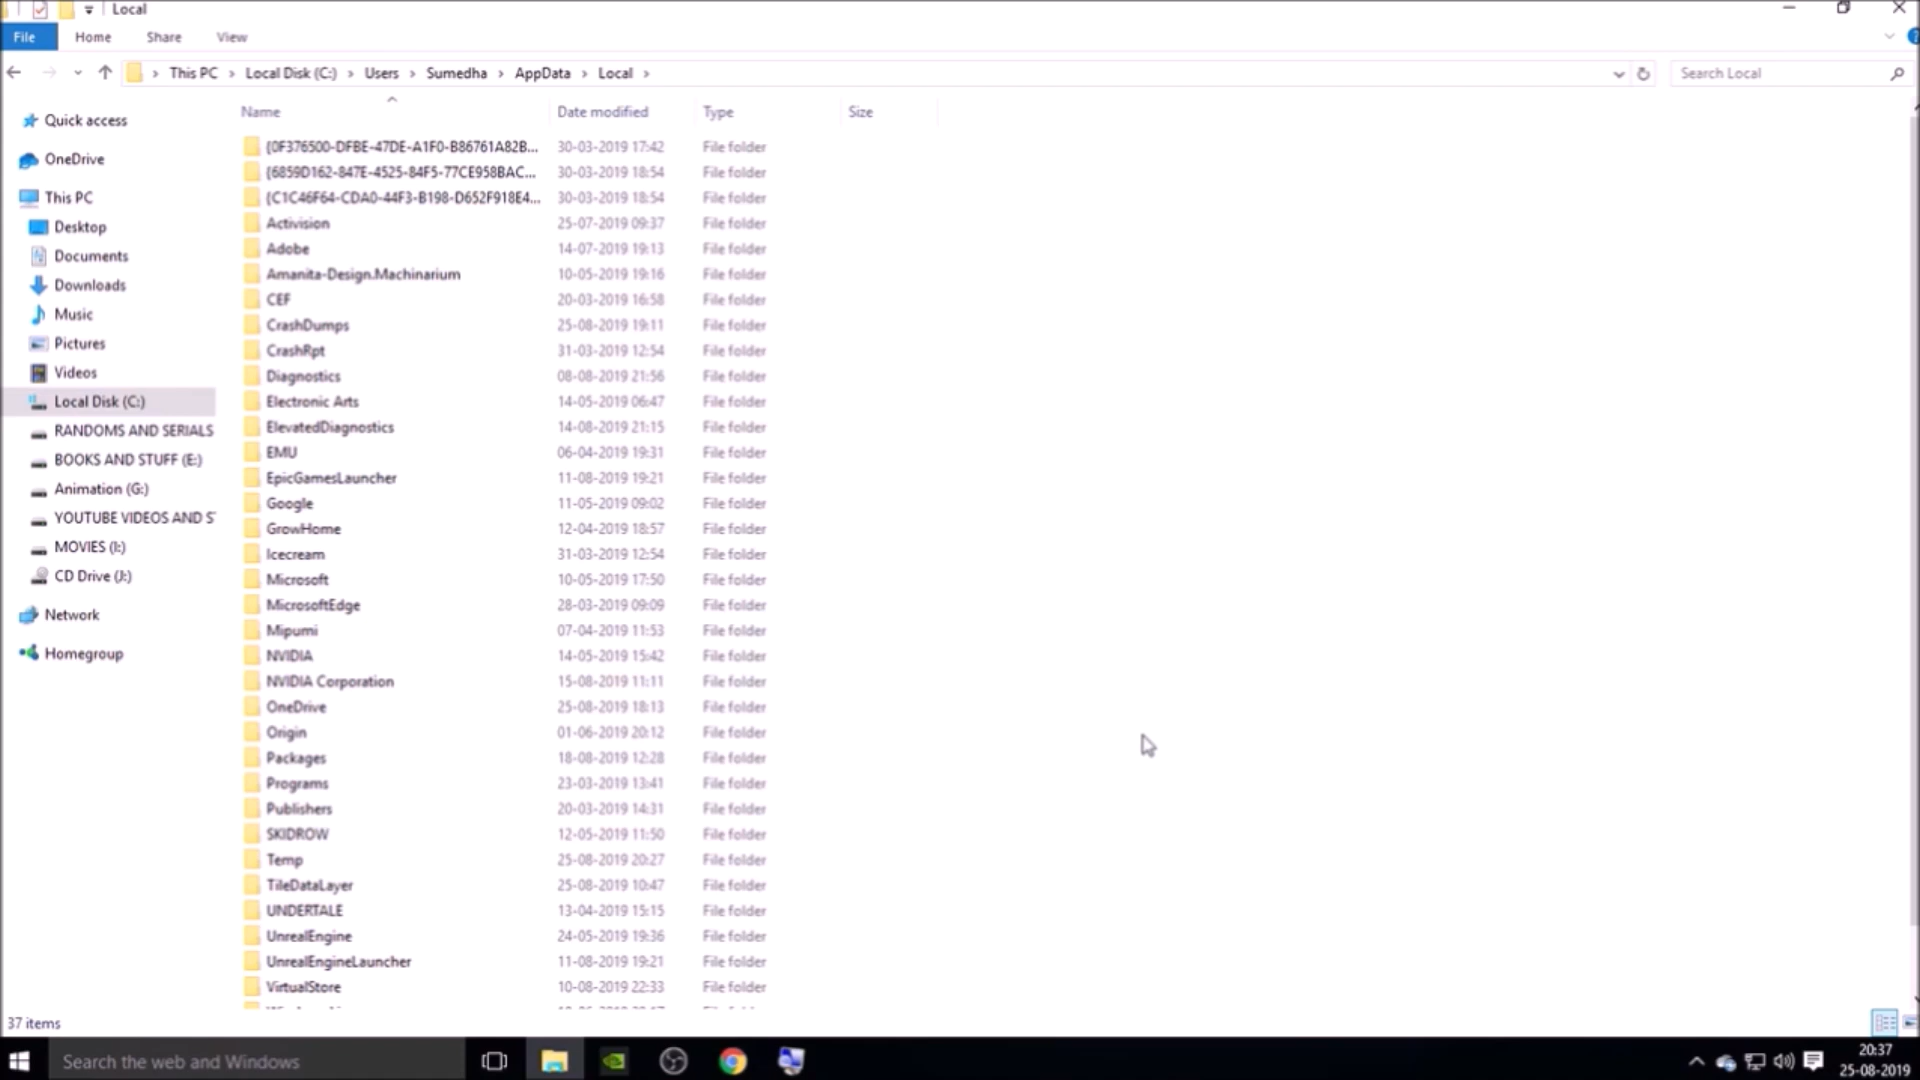 Local
File Home Share View
This PC > Local Disk (C:) > Users > Sumedha > AppData > Local >
Search Local
Quick access
OneDrive
This PC
Desktop
Documents
Downloads
Music
Pictures
Videos
Local Disk (C:)
RANDOMS AND SERIALS
BOOKS AND STUFF (E:)
Animation (G:)
YOUTUBE VIDEOS AND ST
MOVIES (I:)
CD Drive (J:)
Network
Homegroup
Name Date modified Type Size
{0F376500-DFBE-47DE-A1F0-B86761A82B... 30-03-2019 17:42 File folder
{6859D162-847E-4525-84F5-77CE958BAC... 30-03-2019 18:54 File folder
{C1C46F64-CDA0-44F3-B198-D652F918E4... 30-03-2019 18:54 File folder
Activision 25-07-2019 09:37 File folder
Adobe 14-07-2019 19:13 File folder
Amanita-Design.Machinarium 10-05-2019 19:16 File folder
CEF 20-03-2019 16:58 File folder
CrashDumps 25-08-2019 19:11 File folder
CrashRpt 31-03-2019 12:54 File folder
Diagnostics 08-08-2019 21:56 File folder
Electronic Arts 14-05-2019 06:47 File folder
ElevatedDiagnostics 14-08-2019 21:15 File folder
EMU 06-04-2019 19:31 File folder
EpicGamesLauncher 11-08-2019 19:21 File folder
Google 11-05-2019 09:02 File folder
GrowHome 12-04-2019 18:57 File folder
Icecream 31-03-2019 12:54 File folder
Microsoft 10-05-2019 17:50 File folder
MicrosoftEdge 28-03-2019 09:09 File folder
Mipumi 07-04-2019 11:53 File folder
NVIDIA 14-05-2019 15:42 File folder
NVIDIA Corporation 15-08-2019 11:11 File folder
OneDrive 25-08-2019 18:13 File folder
Origin 01-06-2019 20:12 File folder
Packages 18-08-2019 12:28 File folder
Programs 23-03-2019 13:41 File folder
Publishers 20-03-2019 14:31 File folder
SKIDROW 12-05-2019 11:50 File folder
Temp 25-08-2019 20:27 File folder
TileDataLayer 25-08-2019 10:47 File folder
UNDERTALE 13-04-2019 15:15 File folder
UnrealEngine 24-05-2019 19:36 File folder
UnrealEngineLauncher 11-08-2019 19:21 File folder
VirtualStore 10-08-2019 22:33 File folder
37 items
Search the web and Windows
20:37
25-08-2019